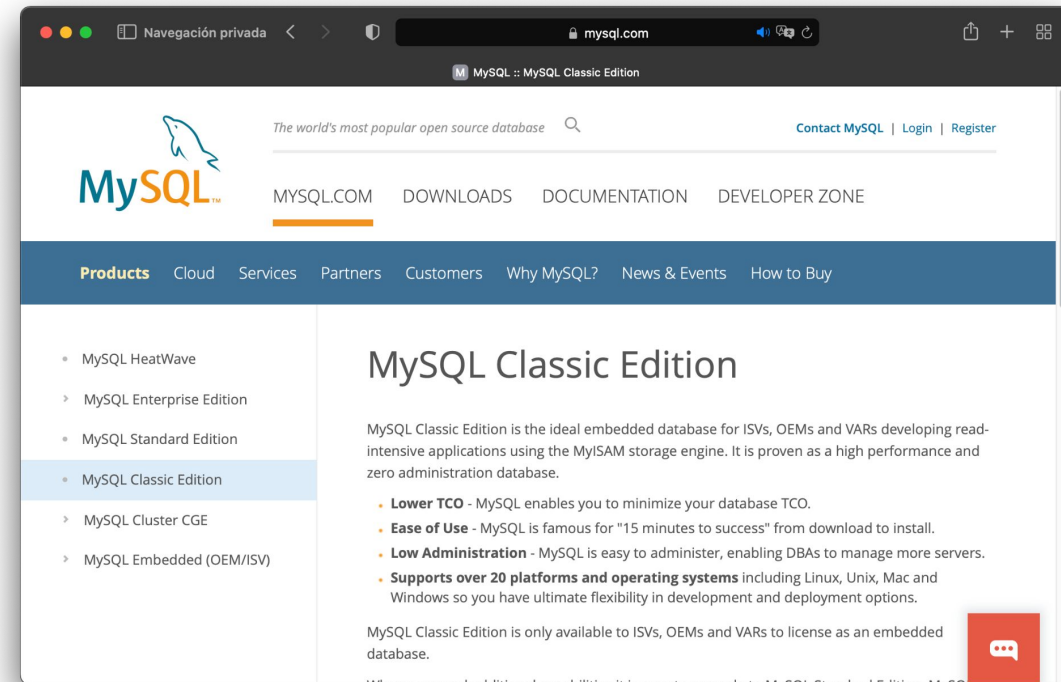 Navegación privada
mysql.com
M MySQL :: MySQL Classic Edition
MySQL™
The world's most popular open source database
Contact MySQL | Login | Register
MYSQL.COM DOWNLOADS DOCUMENTATION DEVELOPER ZONE
Products Cloud Services Partners Customers Why MySQL? News & Events How to Buy
MySQL HeatWave
MySQL Enterprise Edition
MySQL Standard Edition
MySQL Classic Edition
MySQL Cluster CGE
MySQL Embedded (OEM/ISV)
MySQL Classic Edition
MySQL Classic Edition is the ideal embedded database for ISVs, OEMs and VARs developing read-
intensive applications using the MyISAM storage engine. It is proven as a high performance and
zero administration database.
Lower TCO - MySQL enables you to minimize your database TCO.
Ease of Use - MySQL is famous for "15 minutes to success" from download to install.
Low Administration - MySQL is easy to administer, enabling DBAs to manage more servers.
Supports over 20 platforms and operating systems including Linux, Unix, Mac and
Windows so you have ultimate flexibility in development and deployment options.
MySQL Classic Edition is only available to ISVs, OEMs and VARs to license as an embedded
database.